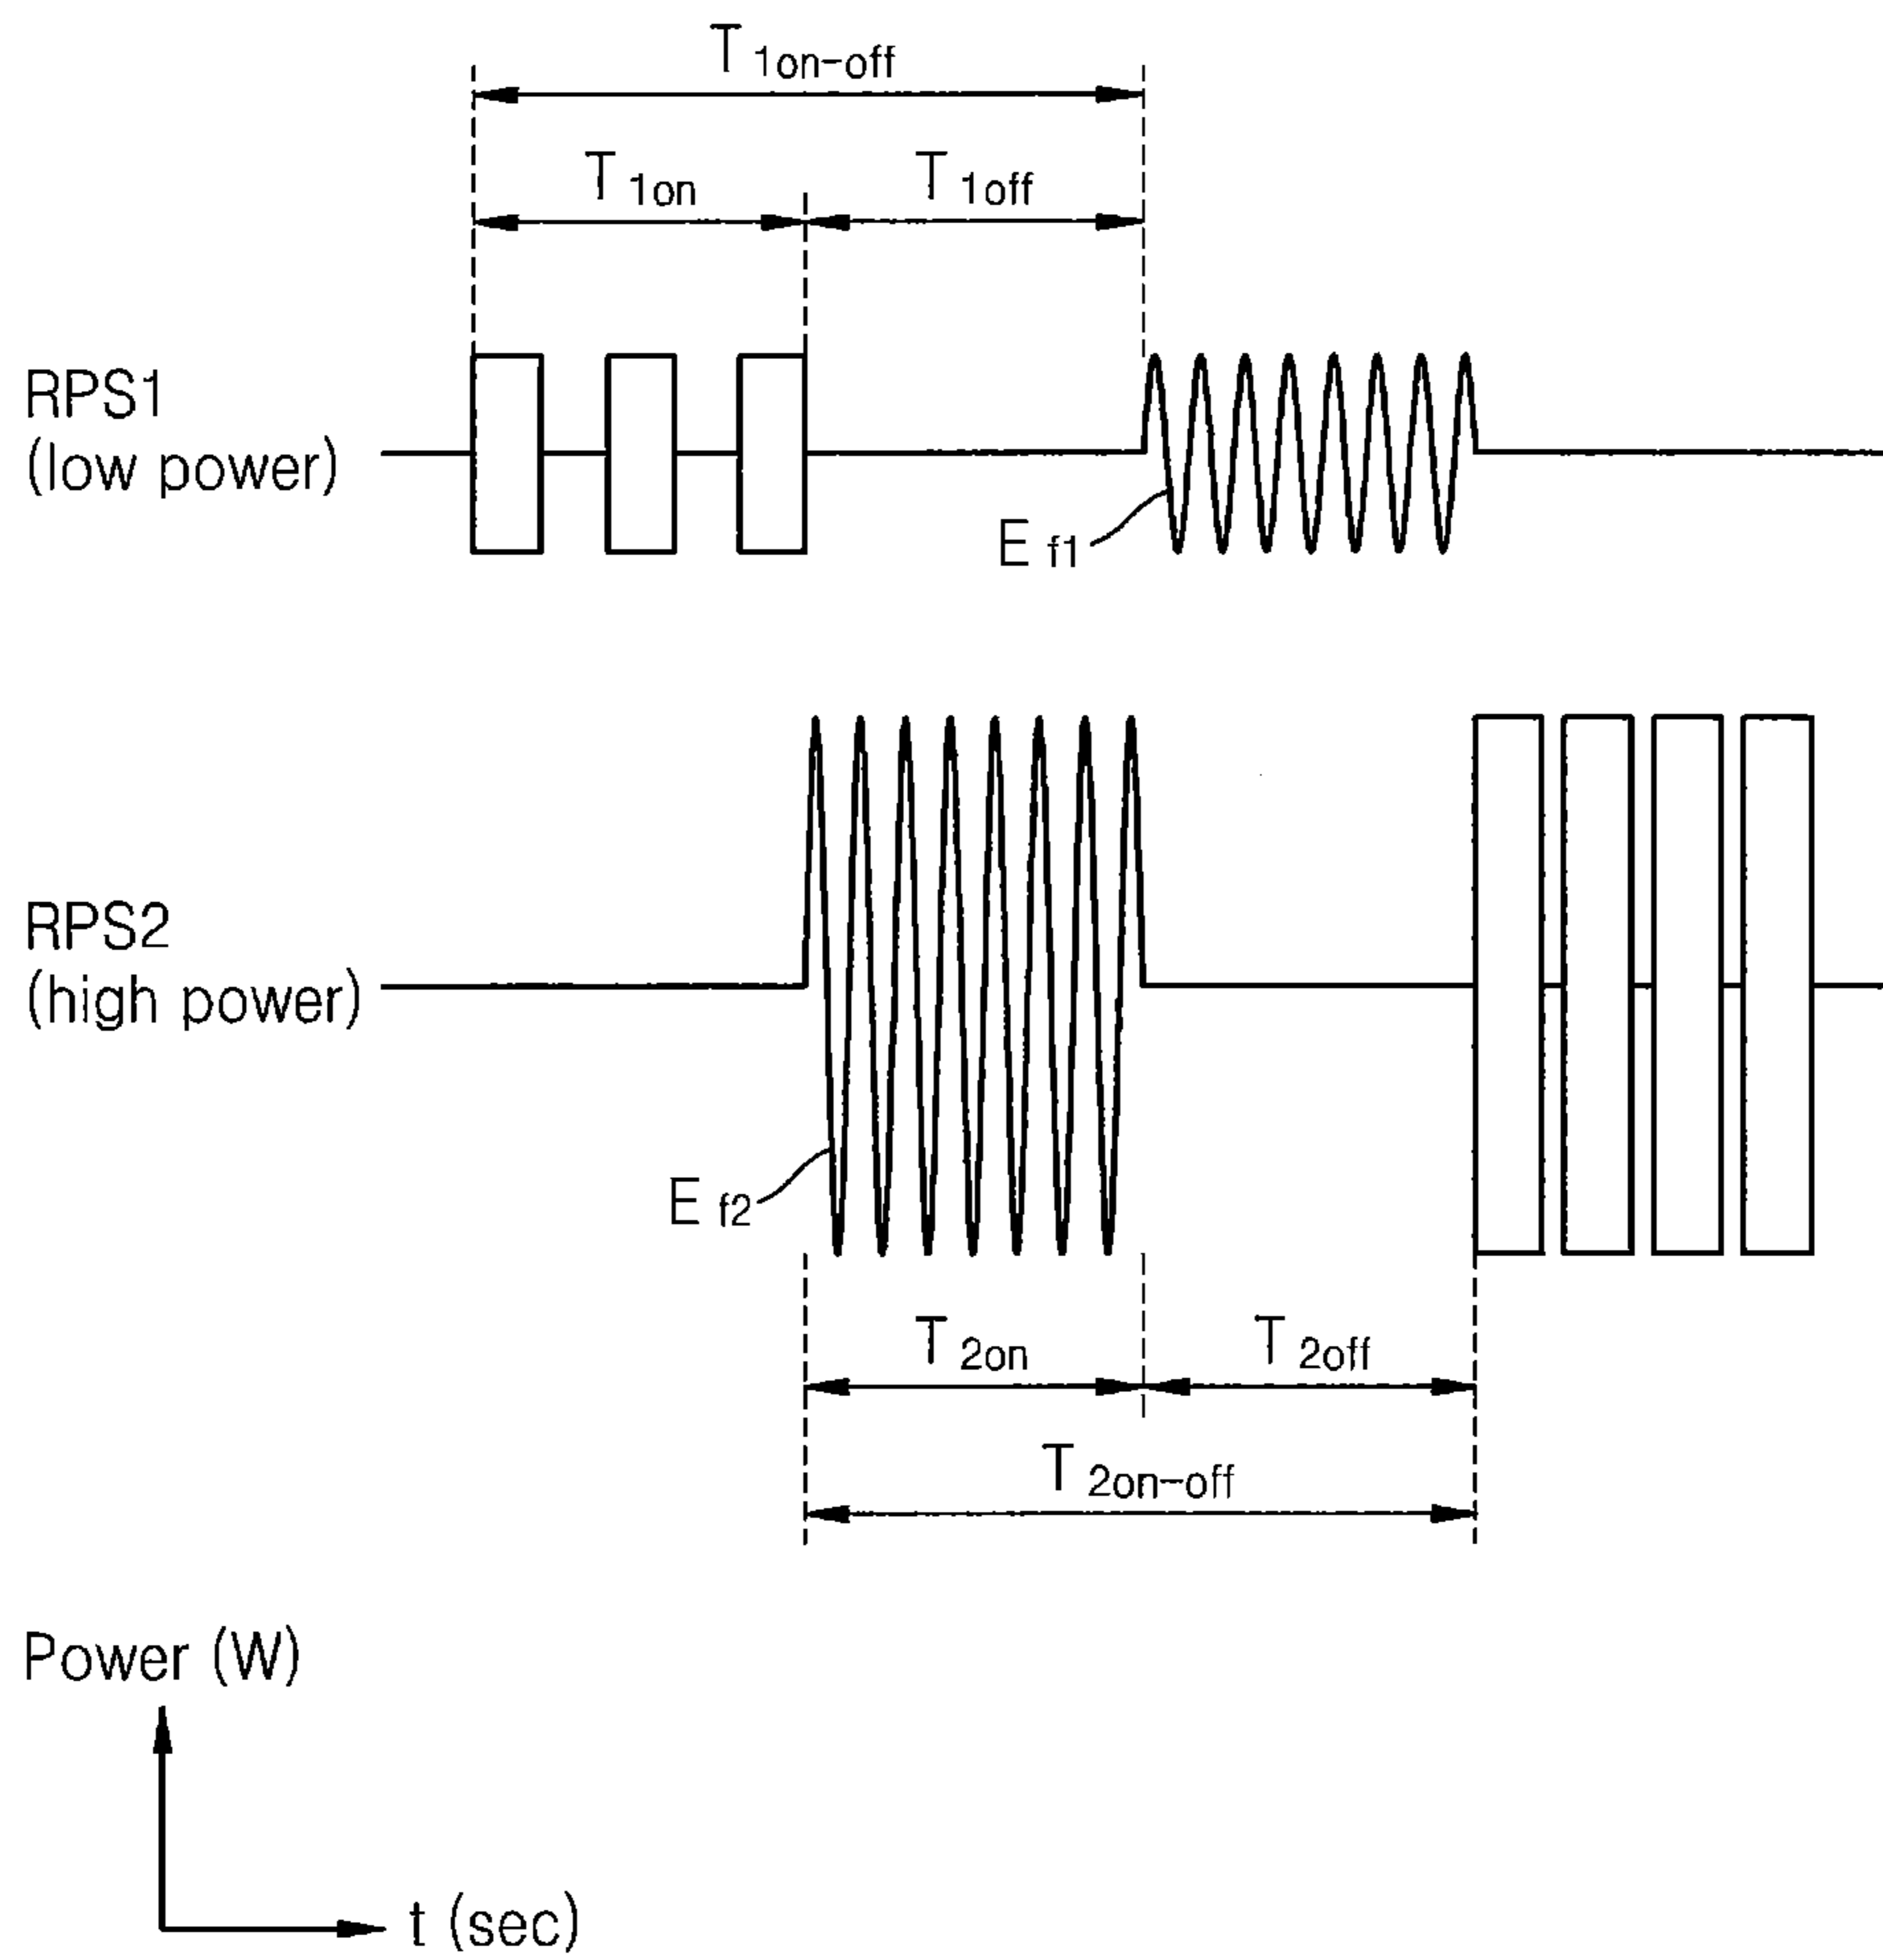 T 1on-off
T 1on
T 1off
RPS1
(low power)
E f1
RPS2
(high power)
E f2
T 2on
T 2off
T 2on-off
Power (W)
t (sec)